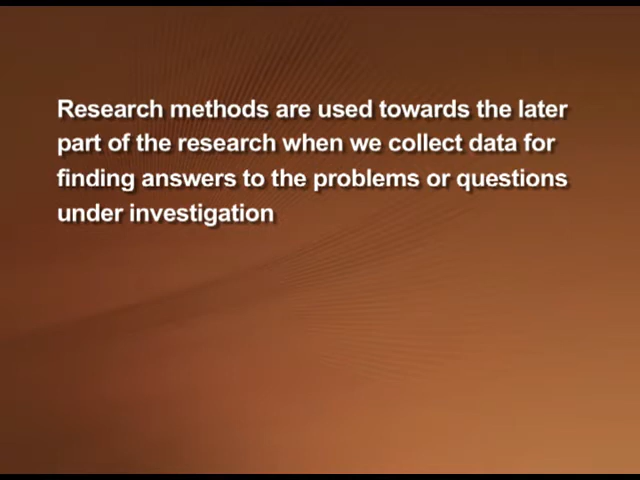 Research methods are used towards the later
part of the research when we collect data for
finding answers to the problems or questions
under investigation